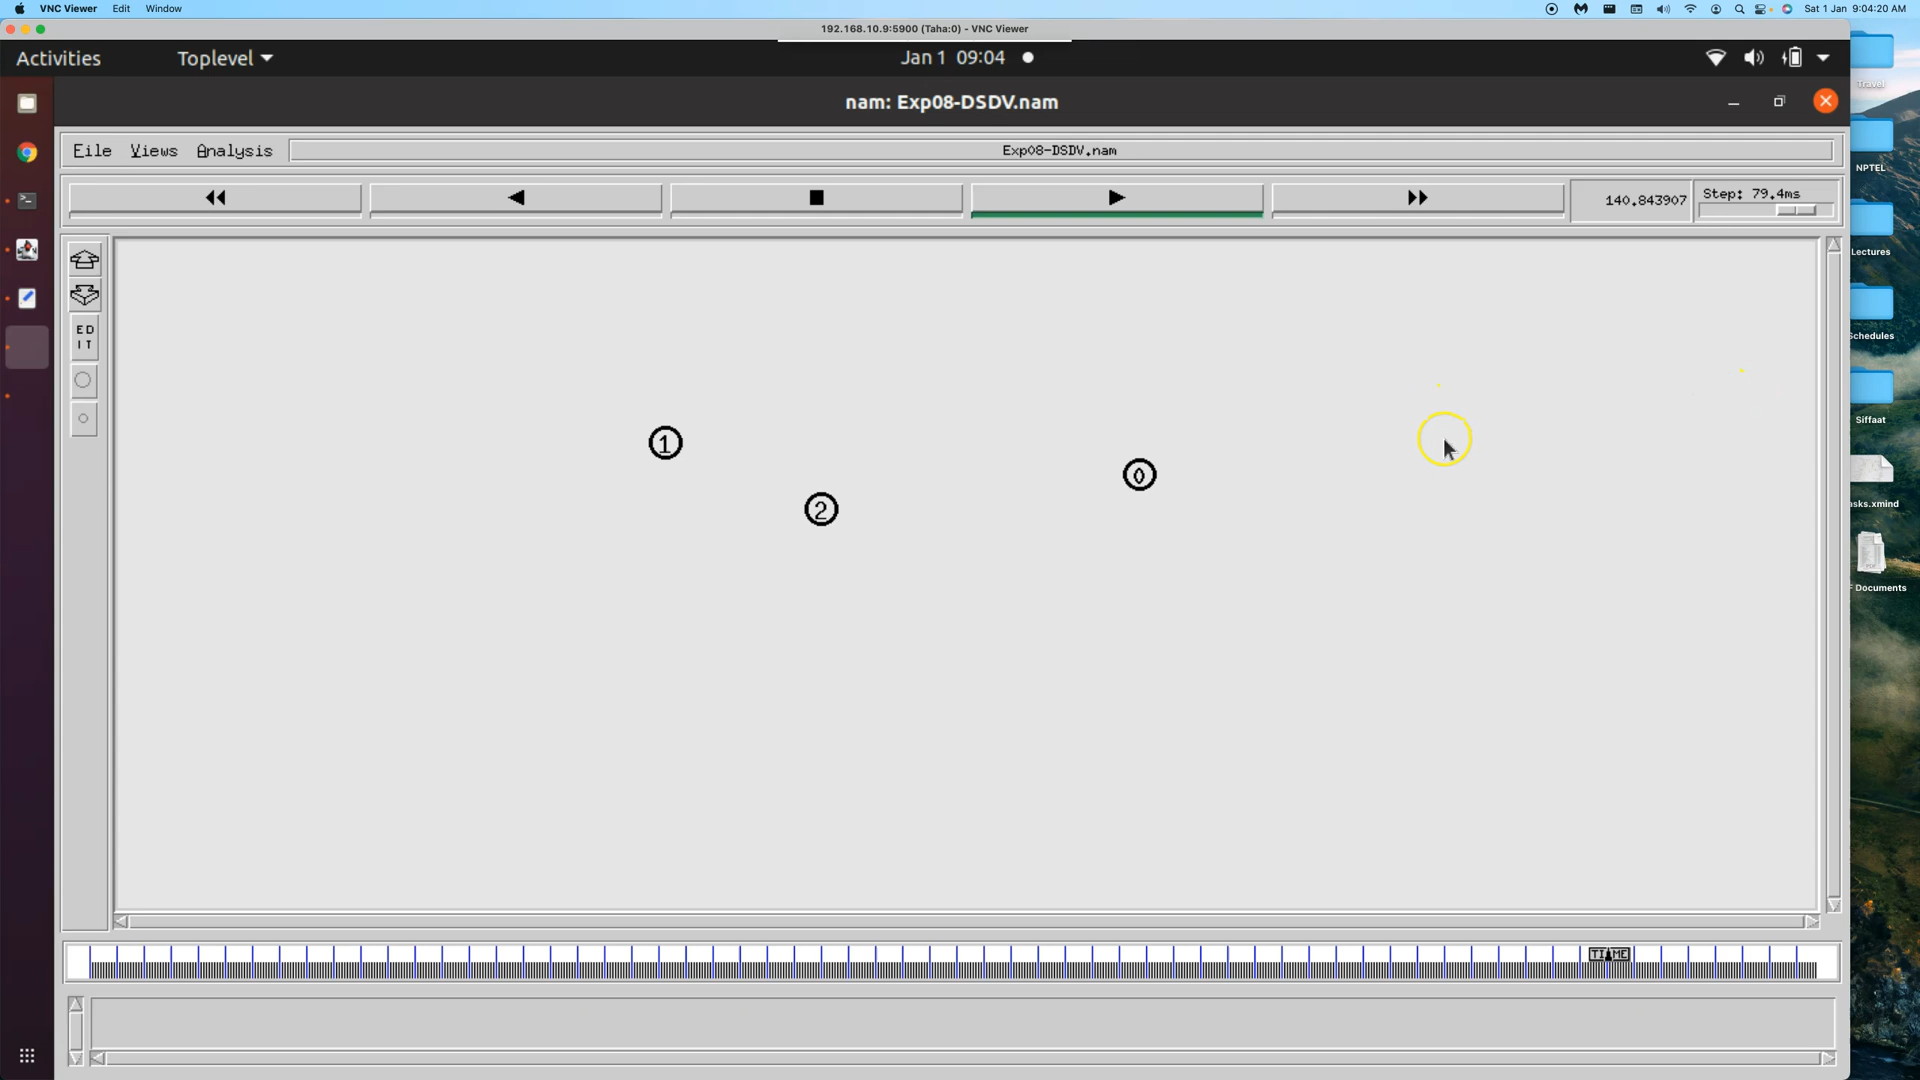 VNC Viewer Edit Window Sat 1 Jan 9:04:20 AM
192.168.10.9:5900 (Taha:0) - VNC Viewer
Activities Toplevel Jan 1 09:04
Travel
nam: Exp08-DSDV.nam
Eile Views Analysis Exp08-DSDV.nam
NPTEL
140.843907 Step: 79.4ms
Lectures
ED
IT
Schedules
Siffaat
1
0
2
asks.xmind
F Documents
TIME